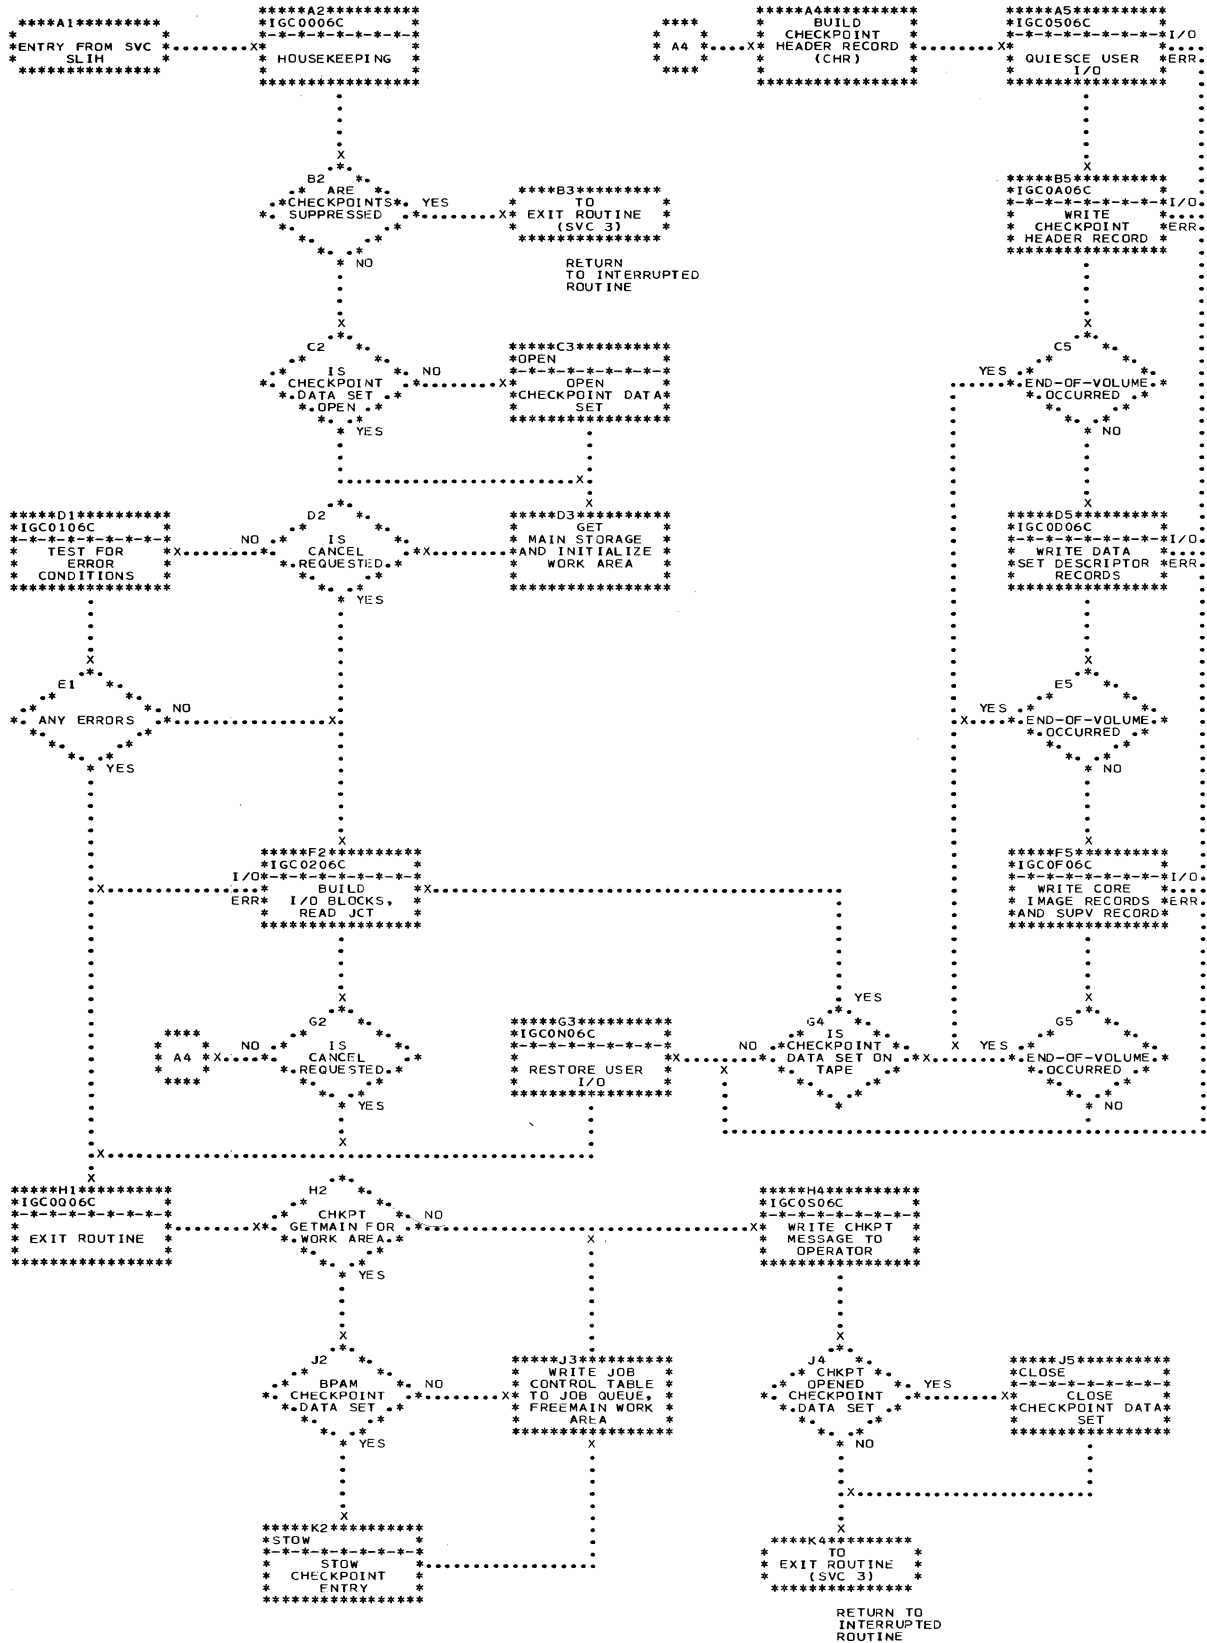 ****A1*********
ENTRY FROM SVC
SLIH
*****A2**********
IGC0006C
HOUSEKEEPING
A4
*****A4**********
BUILD
CHECKPOINT
HEADER RECORD
(CHR)
*****A5**********
IGC0506C
I/O
ERR
QUIESCE USER
I/O
B2
ARE
CHECKPOINTS
SUPPRESSED
YES
NO
****B3*********
TO
EXIT ROUTINE
(SVC 3)
RETURN
TO INTERRUPTED
ROUTINE
*****B5**********
IGC0A06C
I/O
ERR
WRITE
CHECKPOINT
HEADER RECORD
C2
IS
CHECKPOINT
DATA SET
OPEN
NO
YES
*****C3**********
OPEN
OPEN
CHECKPOINT DATA
SET
C5
END-OF-VOLUME
OCCURRED
YES
NO
*****D1**********
IGC0106C
TEST FOR
ERROR
CONDITIONS
D2
IS
CANCEL
REQUESTED
NO
YES
*****D3**********
GET
MAIN STORAGE
AND INITIALIZE
WORK AREA
*****D5**********
IGC0D06C
I/O
ERR
WRITE DATA
SET DESCRIPTOR
RECORDS
E1
ANY ERRORS
NO
YES
E5
END-OF-VOLUME
OCCURRED
YES
NO
*****F2**********
IGC0206C
I/O
ERR
BUILD
I/O BLOCKS,
READ JCT
*****F5**********
IGC0F06C
I/O
ERR
WRITE CORE
IMAGE RECORDS
AND SUPV RECORD
A4
G2
IS
CANCEL
REQUESTED
NO
YES
*****G3**********
IGC0N06C
RESTORE USER
I/O
G4
IS
CHECKPOINT
DATA SET ON
TAPE
YES
NO
G5
END-OF-VOLUME
OCCURRED
YES
NO
*****H1**********
IGC0Q06C
EXIT ROUTINE
H2
CHKPT
GETMAIN FOR
WORK AREA
NO
YES
*****H4**********
IGC0S06C
WRITE CHKPT
MESSAGE TO
OPERATOR
J2
BPAM
CHECKPOINT
DATA SET
NO
YES
*****J3**********
WRITE JOB
CONTROL TABLE
TO JOB QUEUE,
FREEMAIN WORK
AREA
J4
CHKPT
OPENED
CHECKPOINT
DATA SET
YES
NO
*****J5**********
CLOSE
CLOSE
CHECKPOINT DATA
SET
*****K2**********
STOW
STOW
CHECKPOINT
ENTRY
****K4*********
TO
EXIT ROUTINE
(SVC 3)
RETURN TO
INTERRUPTED
ROUTINE